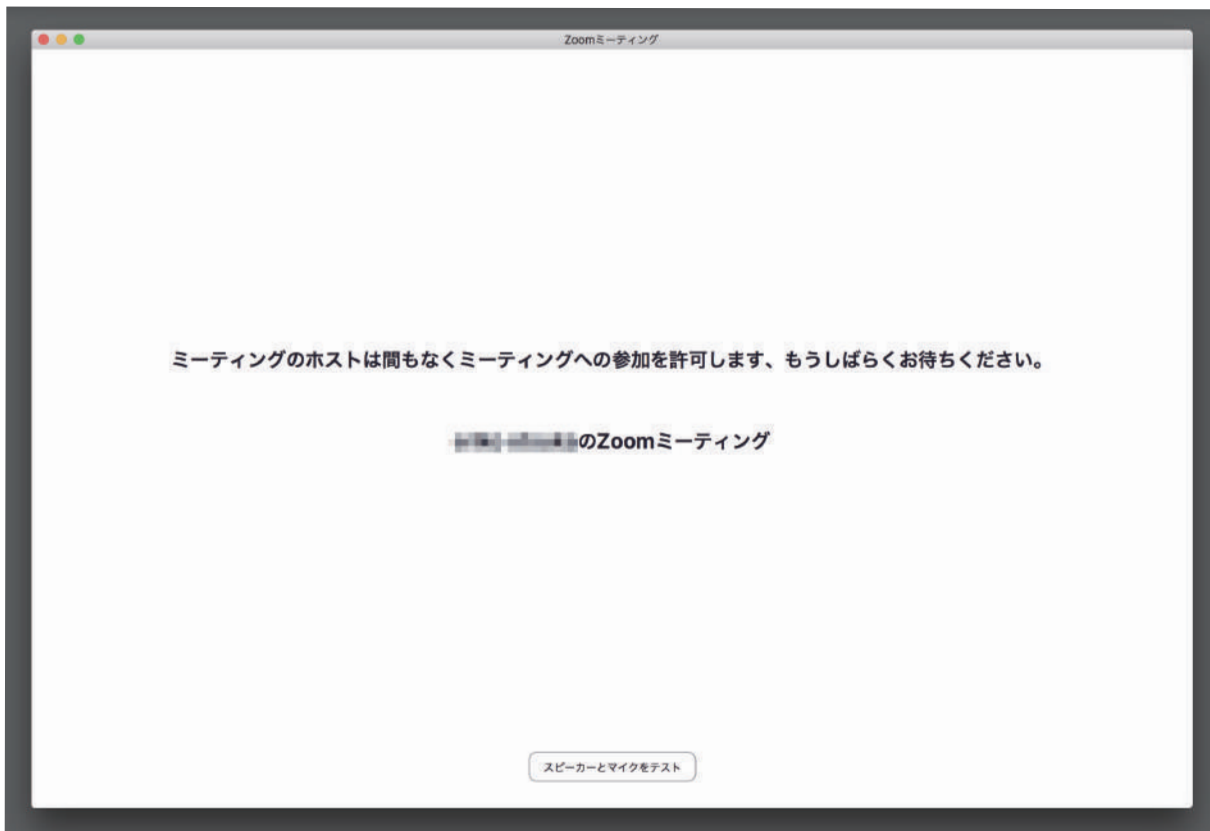 Zoomミーティング
ミーティングのホストは間もなくミーティングへの参加を許可します、もうしばらくお待ちください。
のZoomミーティング
スピーカーとマイクをテスト